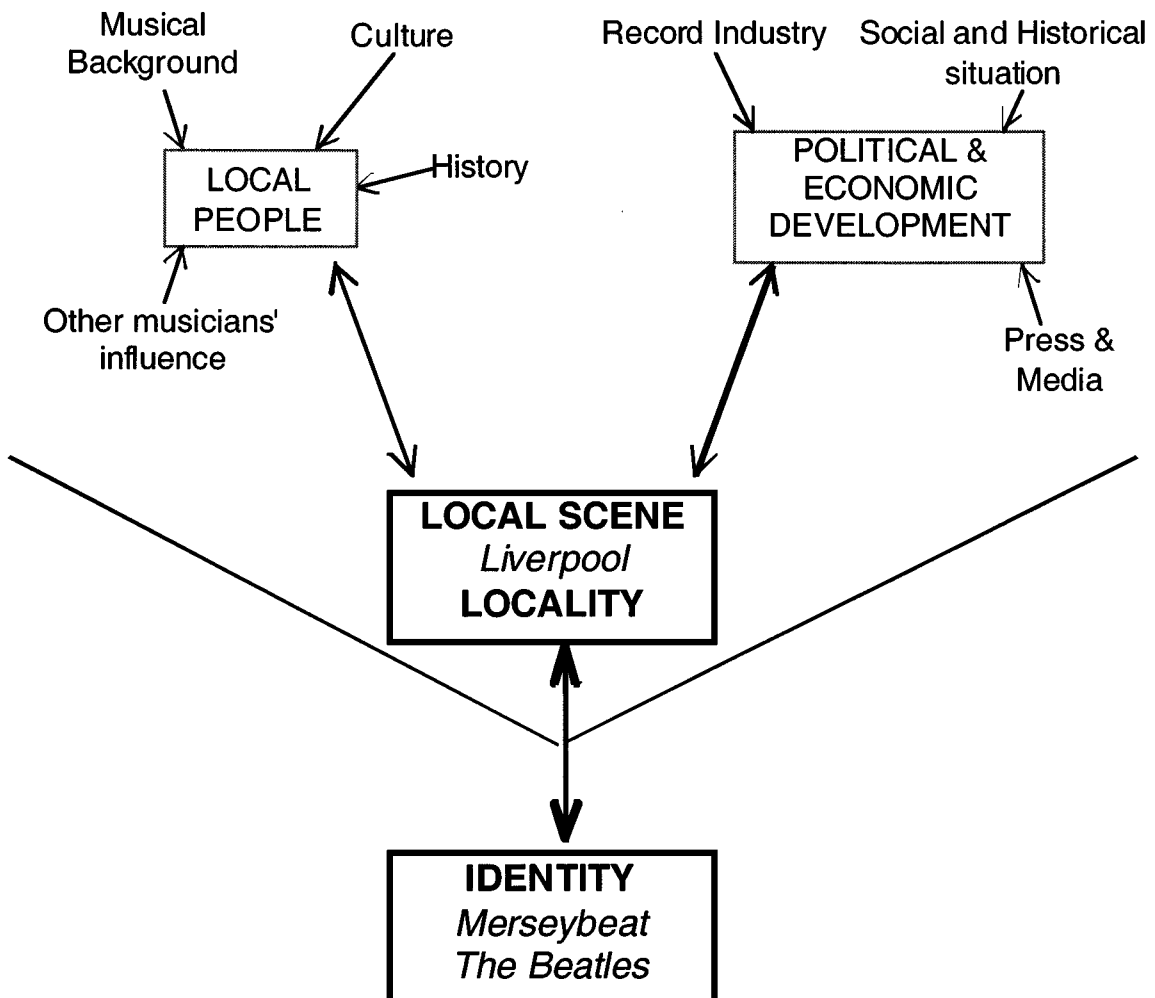 Musical
Background
Culture
Record Industry
Social and Historical
situation
LOCAL
PEOPLE
History
POLITICAL &
ECONOMIC
DEVELOPMENT
Other musicians'
influence
Press &
Media
LOCAL SCENE
Liverpool
LOCALITY
IDENTITY
Merseybeat
The Beatles